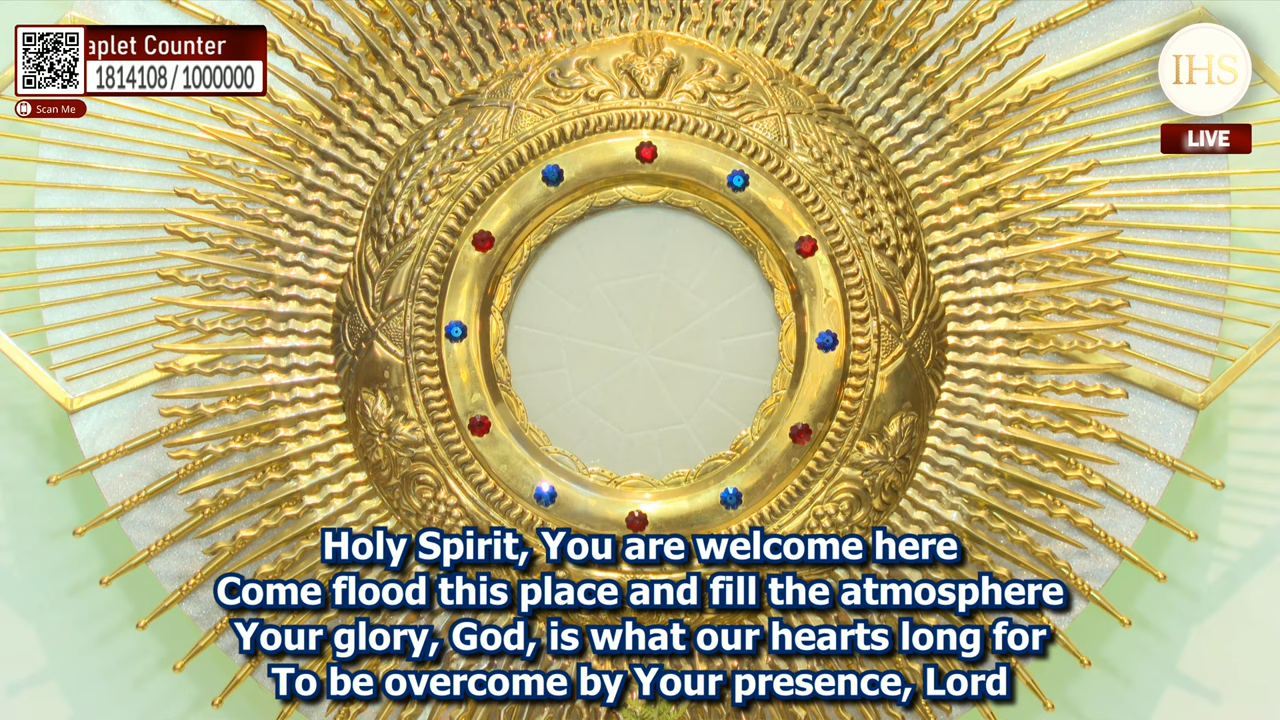 aplet Counter
1814108 / 1000000
Scan Me
IHS
LIVE
Holy Spirit, You are welcome here
Come flood this place and fill the atmosphere
Your glory, God, is what our hearts long for
To be overcome by Your presence, Lord